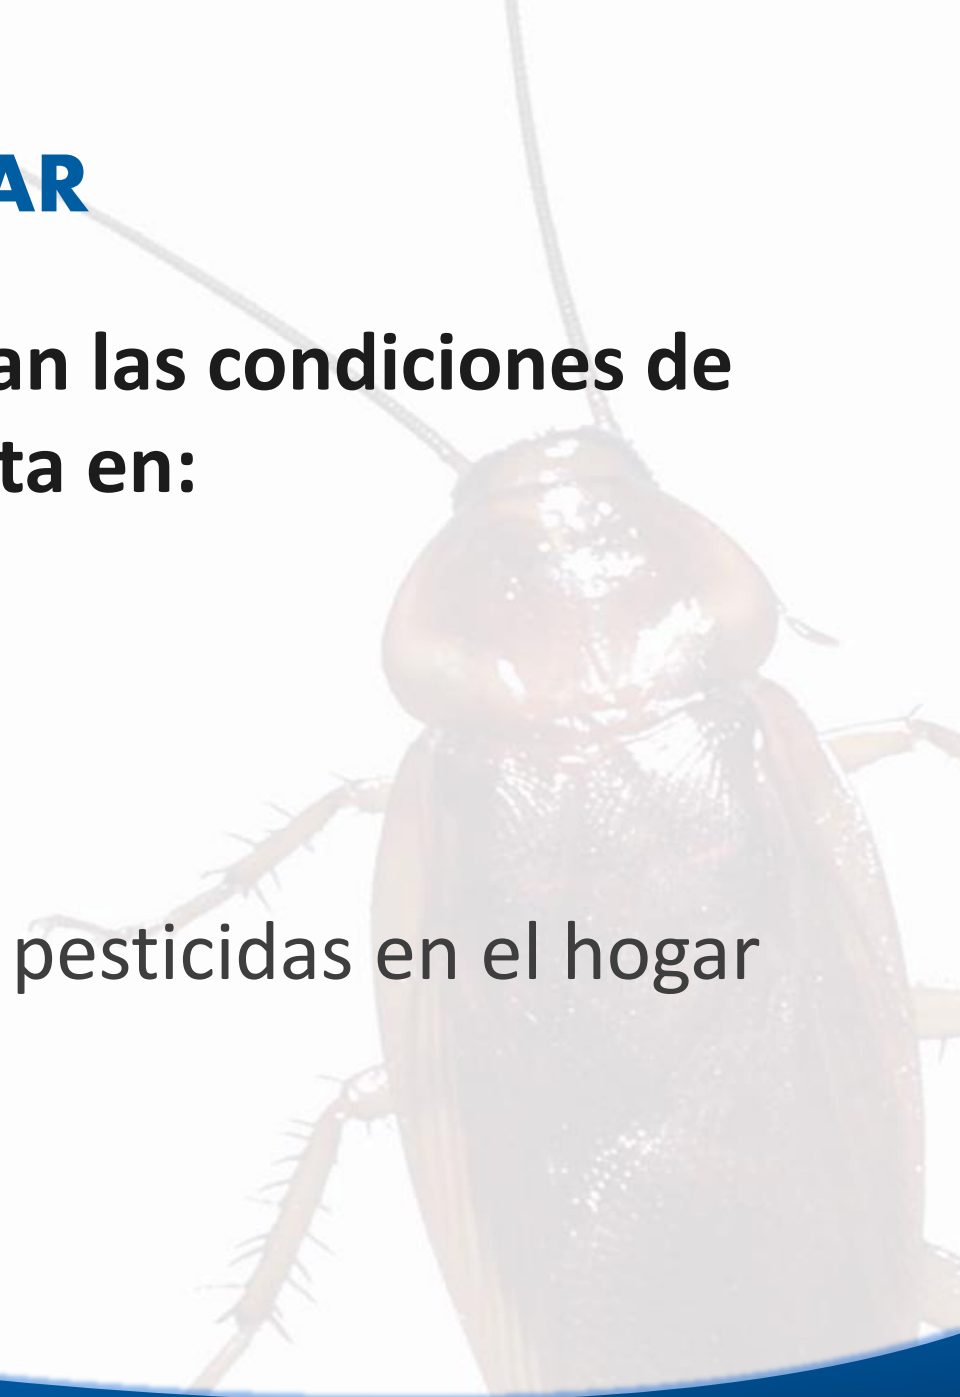 AR
an las condiciones de
ta en:
pesticidas en el hogar